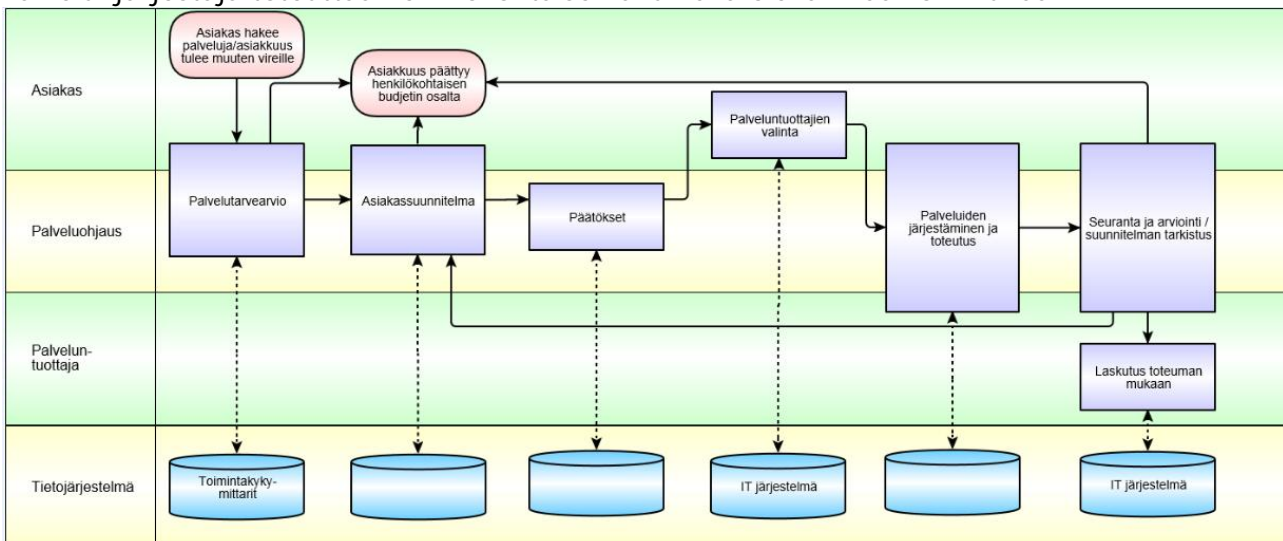 Asiakas hakee
palveluja/asiakkuus
tulee muuten vireille
Asiakkuus päättyy
henkilökohtaisen
budjetin osalta
Asiakas
Palveluntuottajien
valinta
Palvelutarvearvio
Asiakassuunnitelma
Päätökset
Palveluiden
järjestäminen ja
toteutus
Seuranta ja arviointi /
suunnitelman tarkistus
Palveluohjaus
Palvelun-
tuottaja
Laskutus toteuman
mukaan
Tietojärjestelmä
Toimintakyky-
mittarit
IT järjestelmä
IT järjestelmä